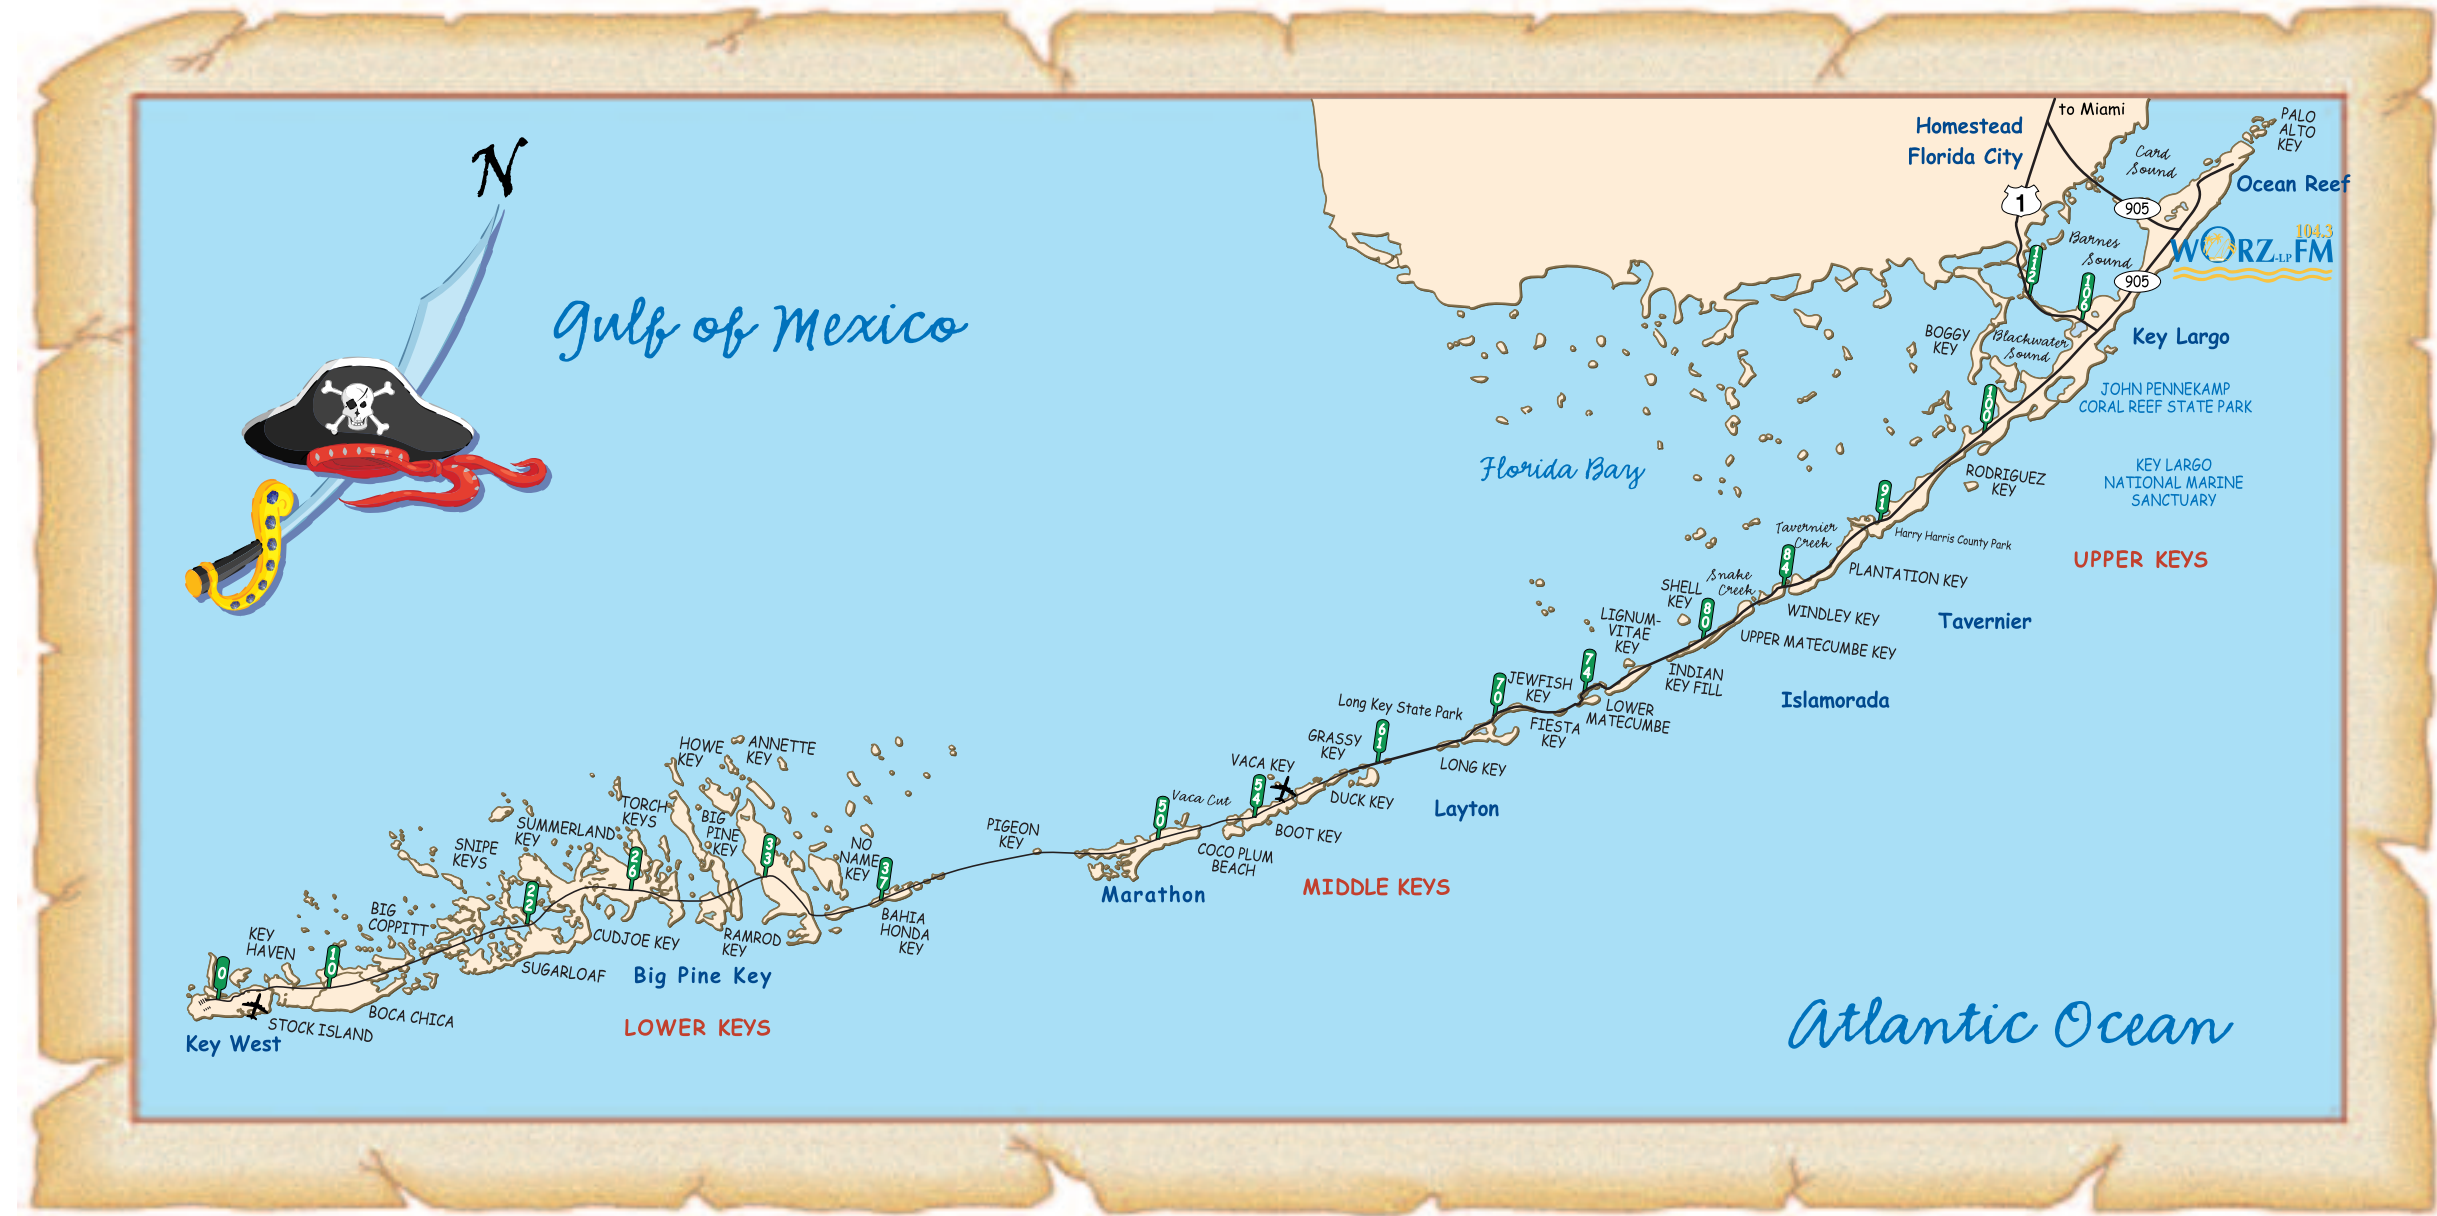 to Miami
Homestead
Florida City
PALO
ALTO
KEY
Card
Sound
Ocean Reef
1
905
N
104.3
WORZ-LP FM
Barnes
Sound
112
106
905
Gulf of Mexico
BOGGY
KEY
Blackwater
Sound
Key Largo
JOHN PENNEKAMP
CORAL REEF STATE PARK
100
Florida Bay
KEY LARGO
NATIONAL MARINE
SANCTUARY
RODRIGUEZ
KEY
91
Tavernier
Creek
Harry Harris County Park
UPPER KEYS
84
PLANTATION KEY
Snake
Creek
SHELL
KEY
80
WINDLEY KEY
Tavernier
LIGNUM-
VITAE
KEY
UPPER MATECUMBE KEY
74
INDIAN
KEY FILL
Islamorada
70
JEWFISH
KEY
LOWER
MATECUMBE
FIESTA
KEY
Long Key State Park
61
GRASSY
KEY
LONG KEY
VACA KEY
54
DUCK KEY
Layton
Vaca Cut
50
BOOT KEY
COCO PLUM
BEACH
PIGEON
KEY
Marathon
MIDDLE KEYS
HOWE
KEY
ANNETTE
KEY
TORCH
KEYS
BIG
PINE
KEY
SUMMERLAND
KEY
SNIPE
KEYS
NO
NAME
KEY
33
26
37
22
BAHIA
HONDA
KEY
BIG
COPPITT
CUDJOE KEY
RAMROD
KEY
KEY
HAVEN
SUGARLOAF
Big Pine Key
10
0
BOCA CHICA
STOCK ISLAND
Key West
LOWER KEYS
Atlantic Ocean